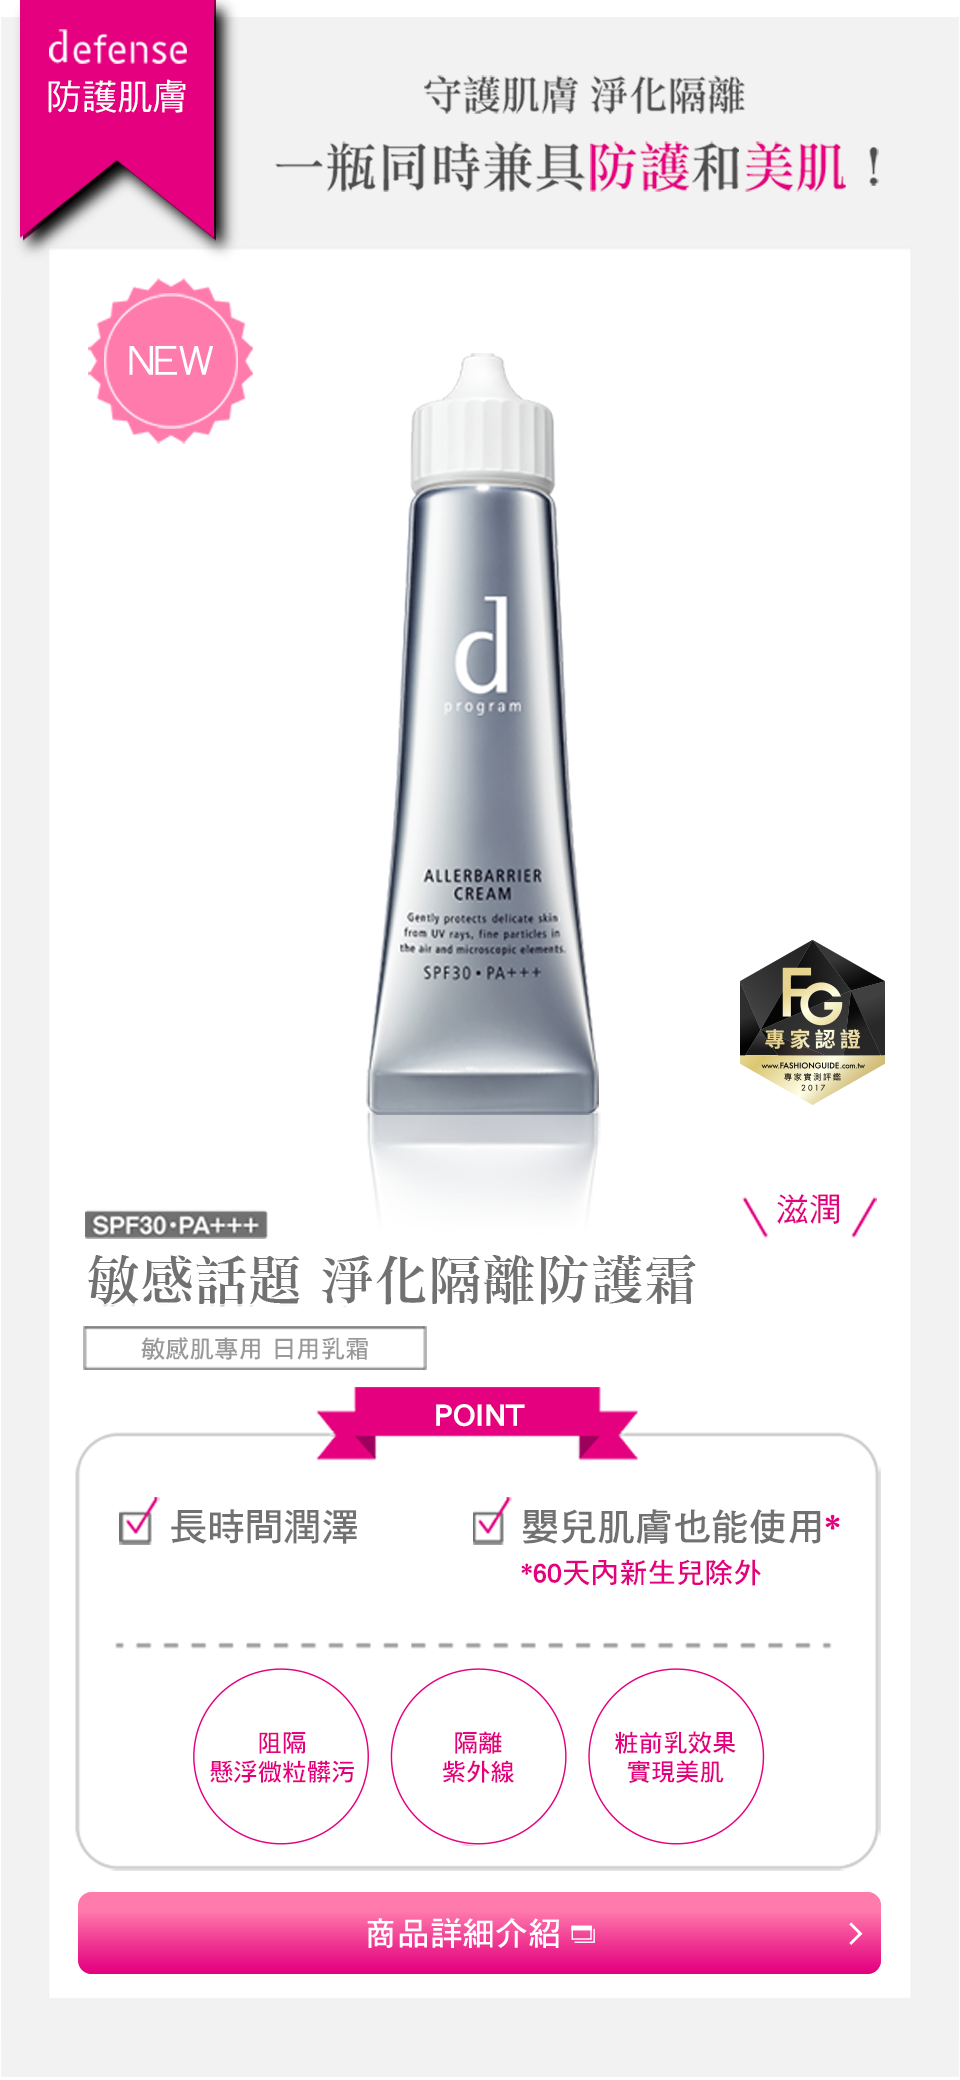 defense
防護肌膚
守護肌膚 淨化隔離
一瓶同時兼具防護和美肌！
NEW
d
program
ALLERBARRIER
CREAM
Gently protects delicate skin
from UV rays, fine particles in
the air and microscopic elements.
SPF30・PA+++
FG
專家認證
www.FASHIONGUIDE.com.tw
專家實測評鑑
2017
滋潤
SPF30・PA+++
敏感話題 淨化隔離防護霜
敏感肌專用 日用乳霜
POINT
長時間潤澤
嬰兒肌膚也能使用*
*60天內新生兒除外
阻隔
懸浮微粒髒污
隔離
紫外線
粧前乳效果
實現美肌
商品詳細介紹